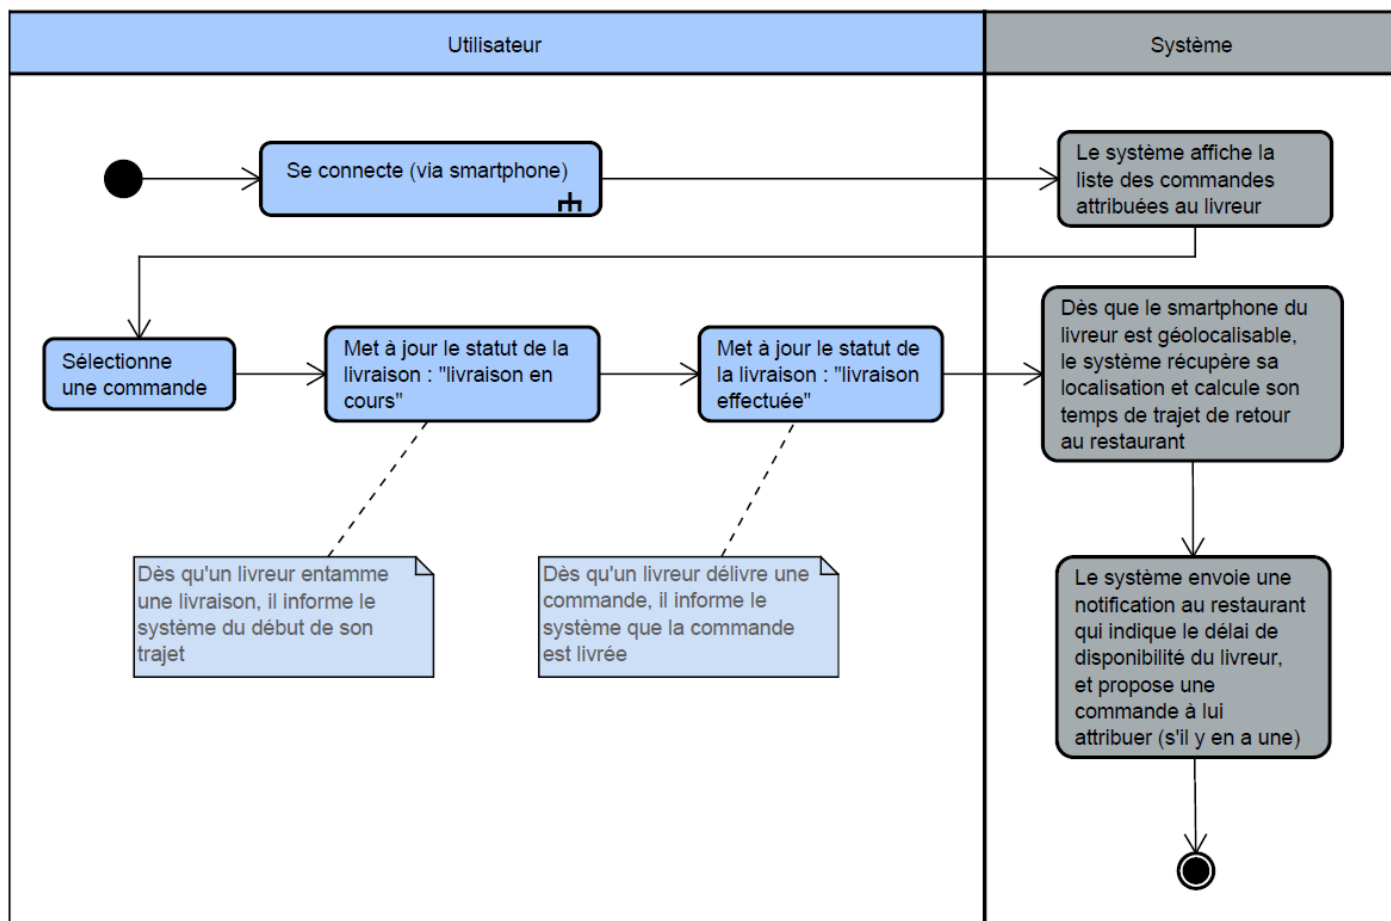 Utilisateur
Système
Se connecte (via smartphone)
Le système affiche la
liste des commandes
attribuées au livreur
Sélectionne
une commande
Met à jour le statut de la
livraison : "livraison en
cours"
Met à jour le statut de
la livraison : "livraison
effectuée"
Dès que le smartphone du
livreur est géolocalisable,
le système récupère sa
localisation et calcule son
temps de trajet de retour
au restaurant
Dès qu'un livreur entamme
une livraison, il informe le
système du début de son
trajet
Dès qu'un livreur délivre une
commande, il informe le
système que la commande
est livrée
Le système envoie une
notification au restaurant
qui indique le délai de
disponibilité du livreur,
et propose une
commande à lui
attribuer (s'il y en a une)